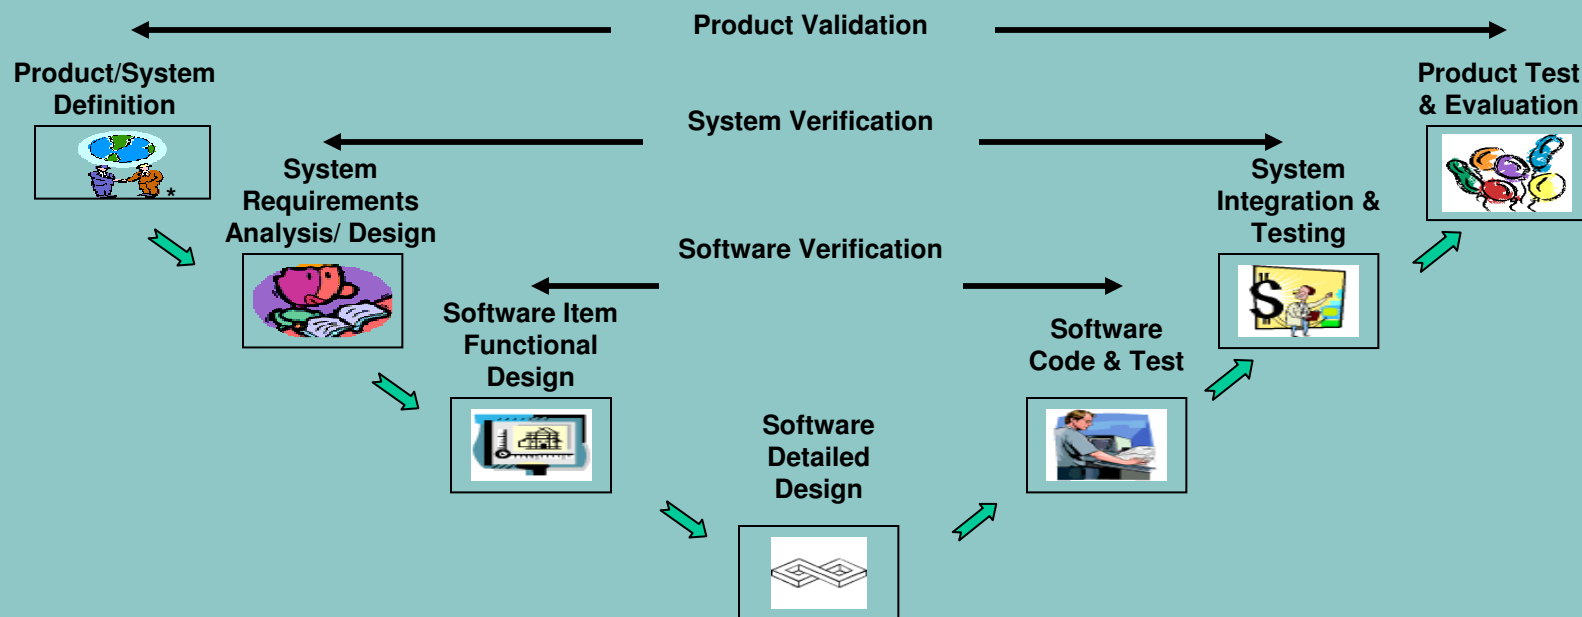 Product Validation
Product/System
Definition
*
Product Test
& Evaluation
System Verification
System
Requirements
Analysis/ Design
System
Integration &
Testing
Software Verification
Software Item
Functional
Design
Software
Code & Test
Software
Detailed
Design
$